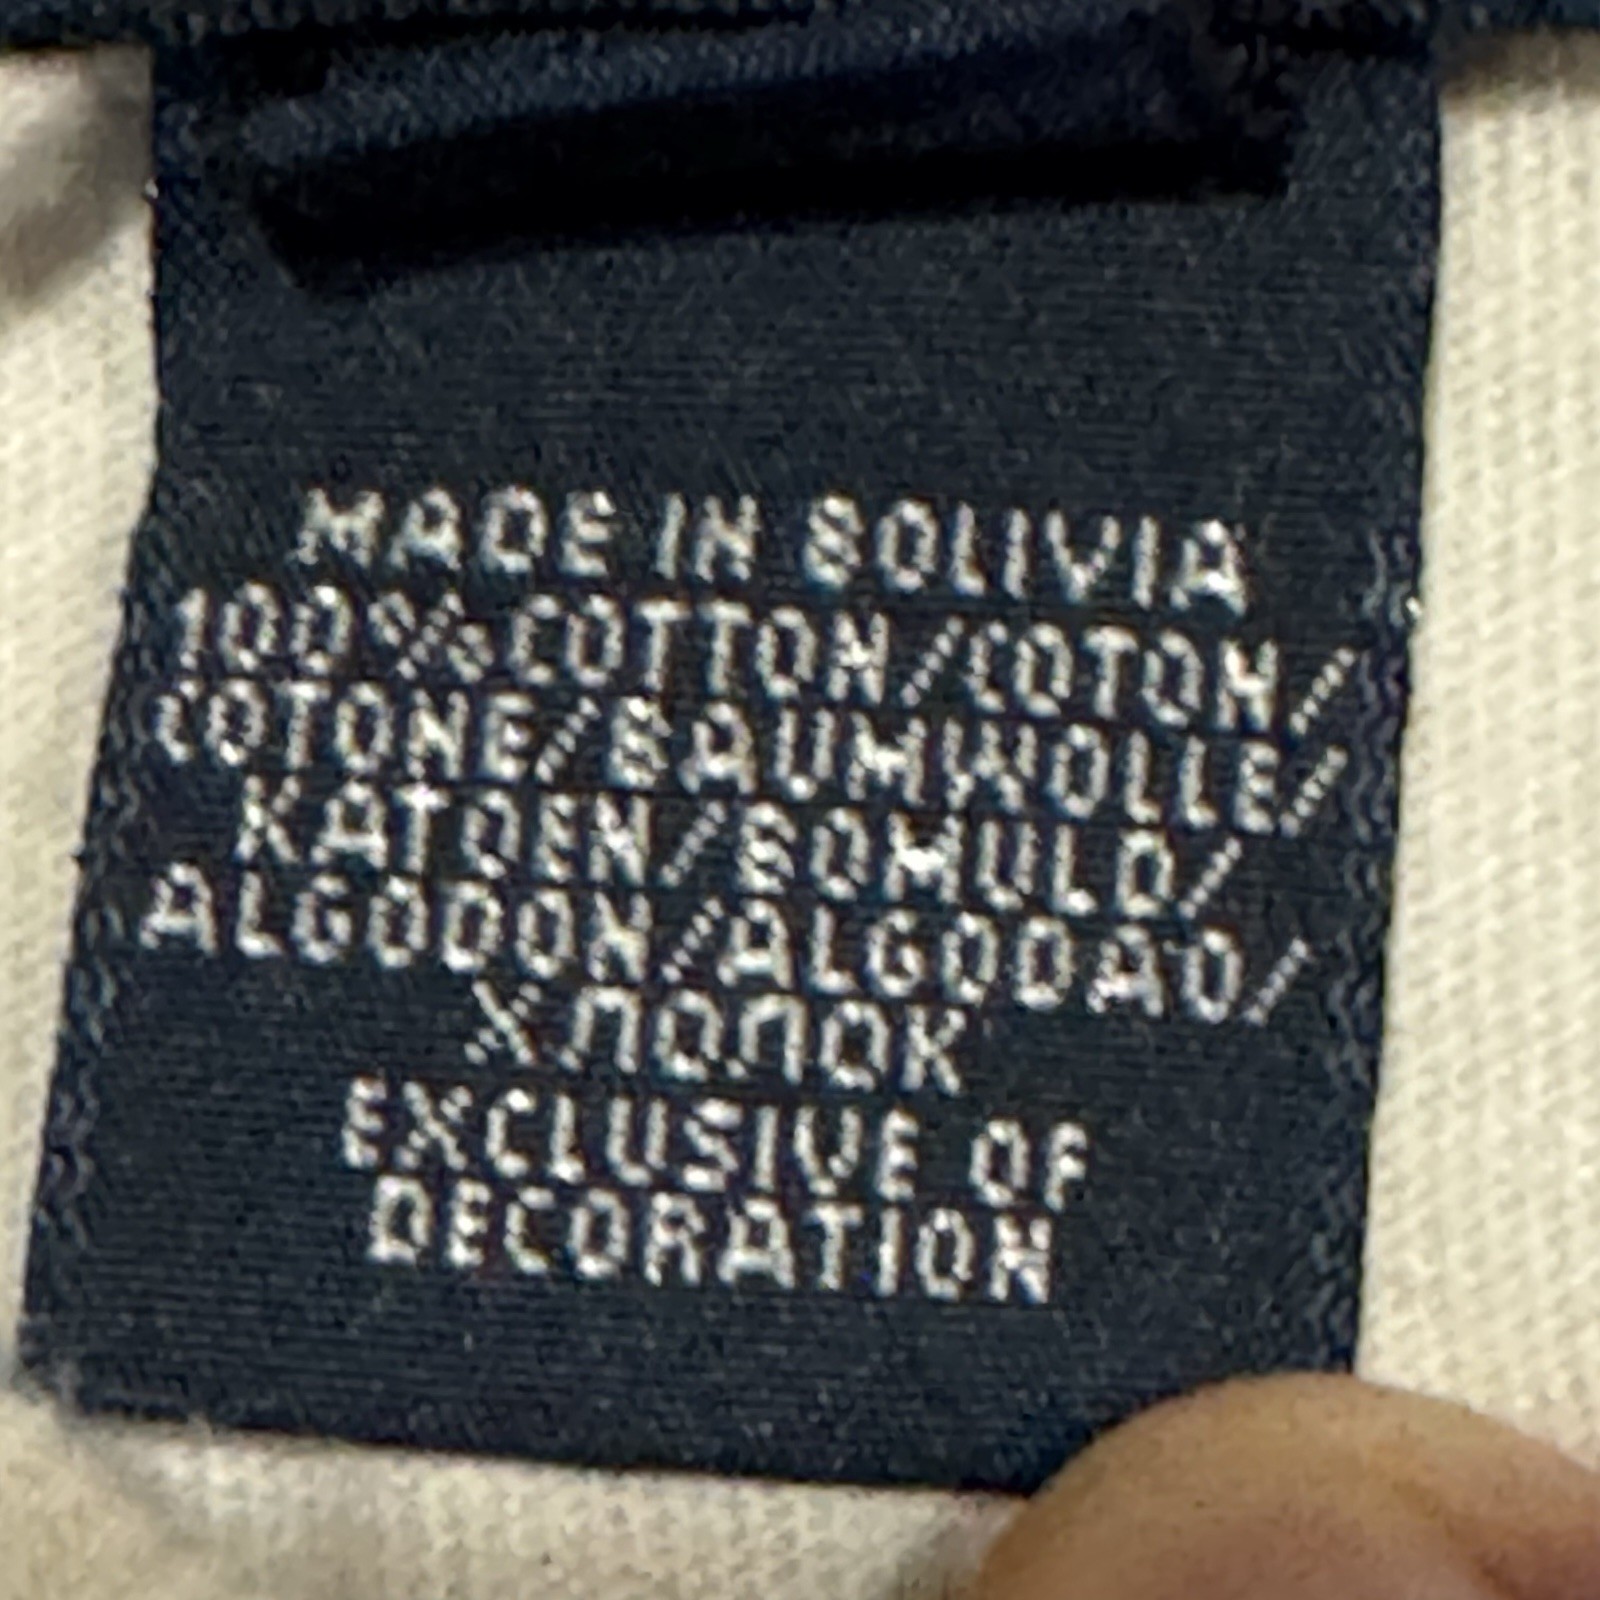 MADE IN BOLIVIA
100% COTTON/COTON/
COTONE/BAUMWOLLE/
KATOEN/BOMULD/
ALGODON/ALGODAO/
ХЛОПОК
EXCLUSIVE OF
DECORATION